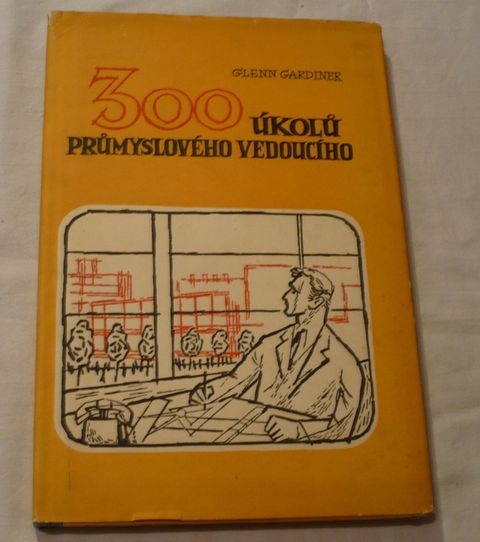 GLENN GARDINER
300 ÚKOLŮ
PRŮMYSLOVÉHO VEDOUCÍHO